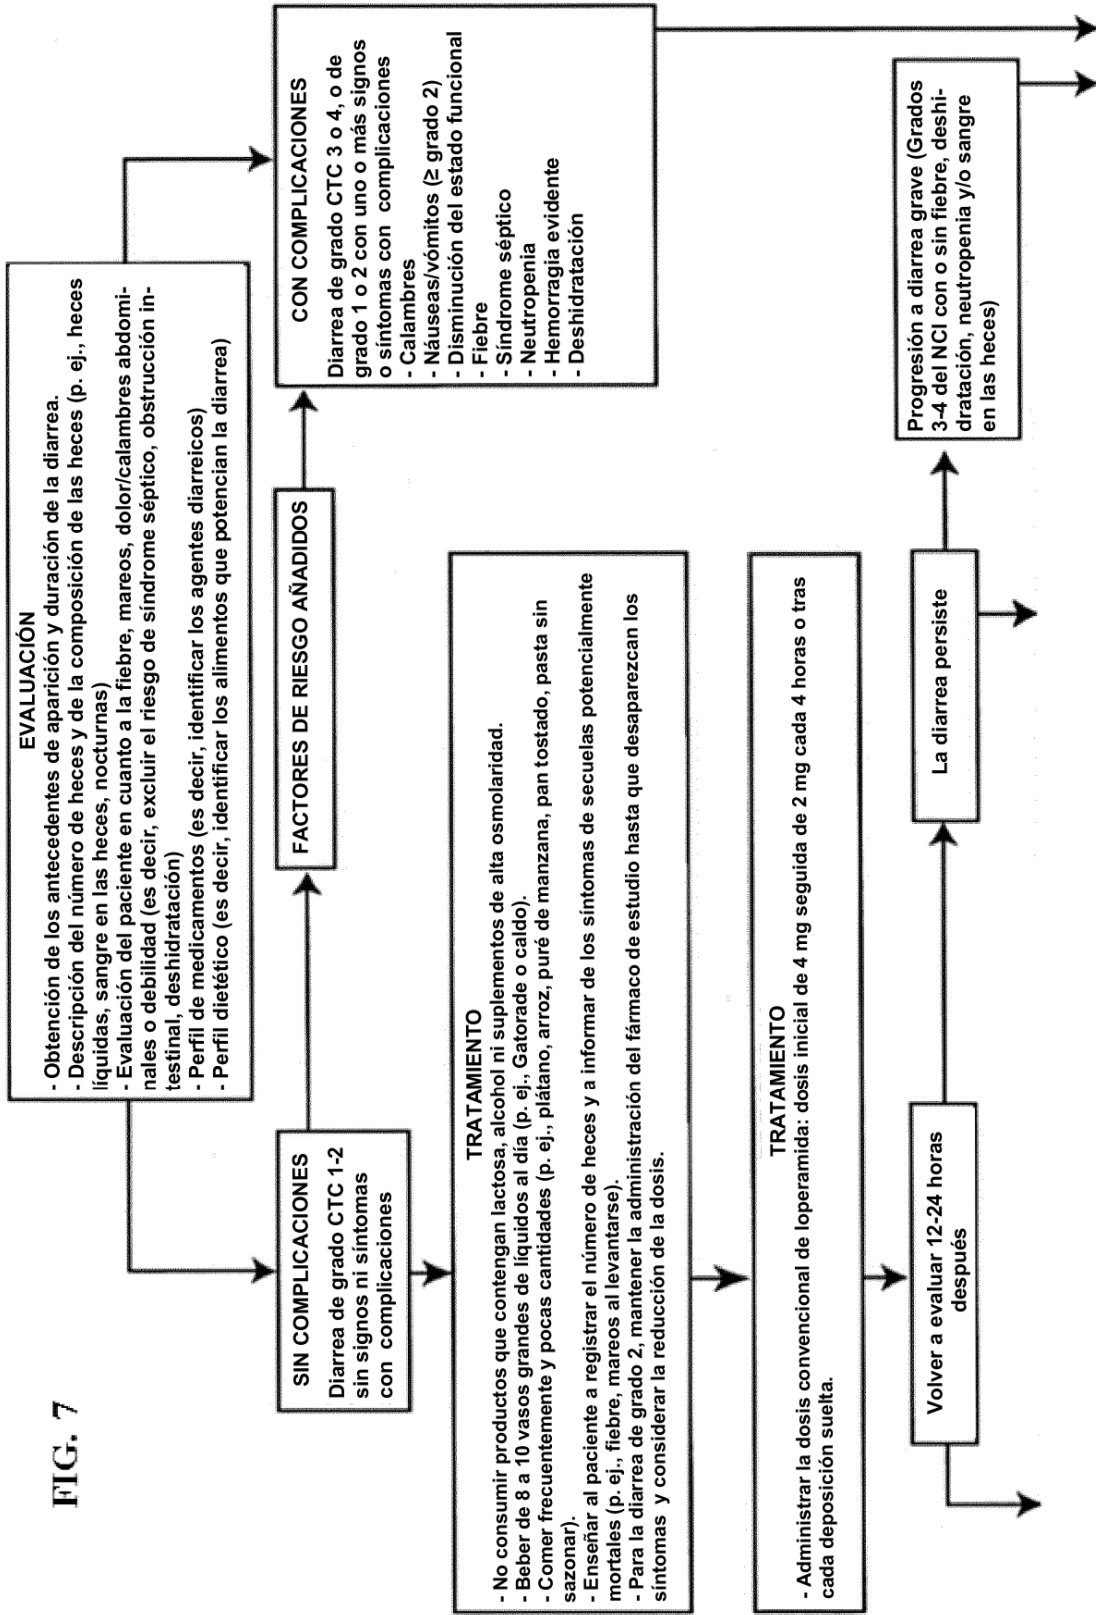 FIG. 7
EVALUACIÓN
- Obtención de los antecedentes de aparición y duración de la diarrea.
- Descripción del número de heces y de la composición de las heces (p. ej., heces
líquidas, sangre en las heces, nocturnas)
- Evaluación del paciente en cuanto a la fiebre, mareos, dolor/calambres abdomi-
nales o debilidad (es decir, excluir el riesgo de síndrome séptico, obstrucción in-
testinal, deshidratación)
- Perfil de medicamentos (es decir, identificar los agentes diarreicos)
- Perfil dietético (es decir, identificar los alimentos que potencian la diarrea)
SIN COMPLICACIONES
Diarrea de grado CTC 1-2
sin signos ni síntomas
con complicaciones
FACTORES DE RIESGO AÑADIDOS
CON COMPLICACIONES
Diarrea de grado CTC 3 o 4, o de
grado 1 o 2 con uno o más signos
o síntomas con complicaciones
- Calambres
- Náuseas/vómitos (≥ grado 2)
- Disminución del estado funcional
- Fiebre
- Síndrome séptico
- Neutropenia
- Hemorragia evidente
- Deshidratación
TRATAMIENTO
- No consumir productos que contengan lactosa, alcohol ni suplementos de alta osmolaridad.
- Beber de 8 a 10 vasos grandes de líquidos al día (p. ej., Gatorade o caldo).
- Comer frecuentemente y pocas cantidades (p. ej., plátano, arroz, puré de manzana, pan tostado, pasta sin
sazonar).
- Enseñar al paciente a registrar el número de heces y a informar de los síntomas de secuelas potencialmente
mortales (p. ej., fiebre, mareos al levantarse).
- Para la diarrea de grado 2, mantener la administración del fármaco de estudio hasta que desaparezcan los
síntomas y considerar la reducción de la dosis.
TRATAMIENTO
- Administrar la dosis convencional de loperamida: dosis inicial de 4 mg seguida de 2 mg cada 4 horas o tras
cada deposición suelta.
Volver a evaluar 12-24 horas
después
La diarrea persiste
Progresión a diarrea grave (Grados
3-4 del NCI con o sin fiebre, deshi-
dratación, neutropenia y/o sangre
en las heces)